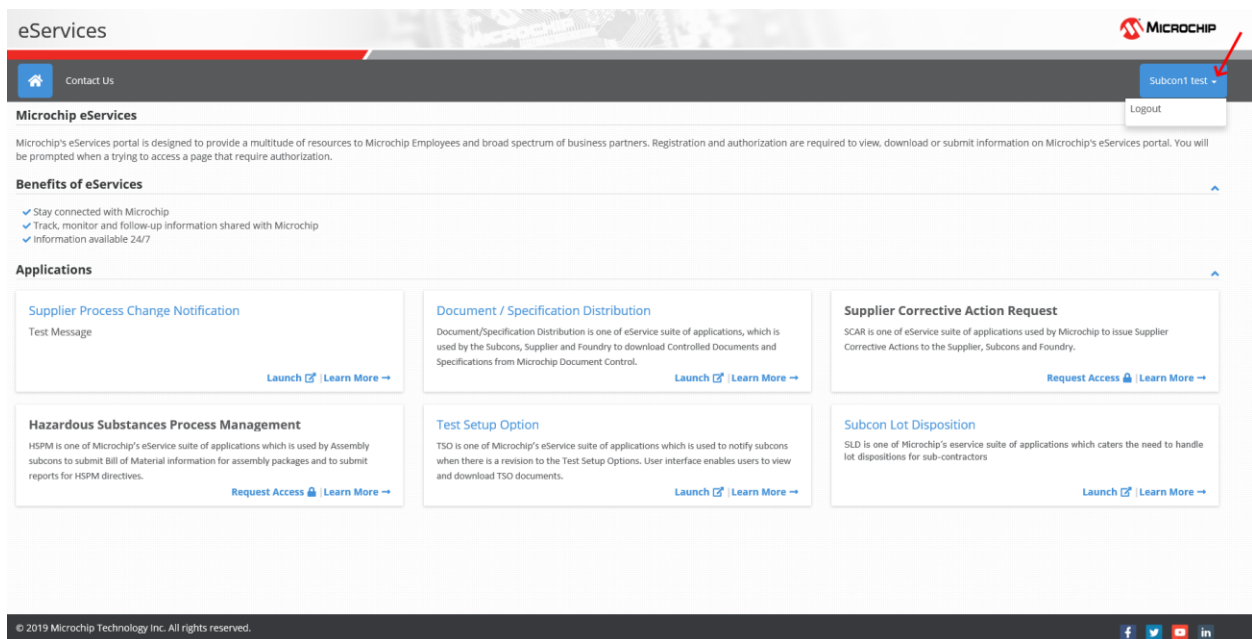 eServices
MICROCHIP
Contact Us
Subcon1 test
Logout
Microchip eServices
Microchip's eServices portal is designed to provide a multitude of resources to Microchip Employees and broad spectrum of business partners. Registration and authorization are required to view, download or submit information on Microchip's eServices portal. You will
be prompted when a trying to access a page that require authorization.
Benefits of eServices
Stay connected with Microchip
Track, monitor and follow-up information shared with Microchip
Information available 24/7
Applications
Supplier Process Change Notification
Test Message
Launch | Learn More →
Document / Specification Distribution
Document/Specification Distribution is one of eService suite of applications, which is
used by the Subcons, Supplier and Foundry to download Controlled Documents and
Specifications from Microchip Document Control.
Launch | Learn More →
Supplier Corrective Action Request
SCAR is one of eService suite of applications used by Microchip to issue Supplier
Corrective Actions to the Supplier, Subcons and Foundry.
Request Access | Learn More →
Hazardous Substances Process Management
HSPM is one of Microchip's eService suite of applications which is used by Assembly
subcons to submit Bill of Material information for assembly packages and to submit
reports for HSPM directives.
Request Access | Learn More →
Test Setup Option
TSO is one of Microchip's eService suite of applications which is used to notify subcons
when there is a revision to the Test Setup Options. User interface enables users to view
and download TSO documents.
Launch | Learn More →
Subcon Lot Disposition
SLD is one of Microchip's eservice suite of applications which caters the need to handle
lot dispositions for sub-contractors
Launch | Learn More →
© 2019 Microchip Technology Inc. All rights reserved.